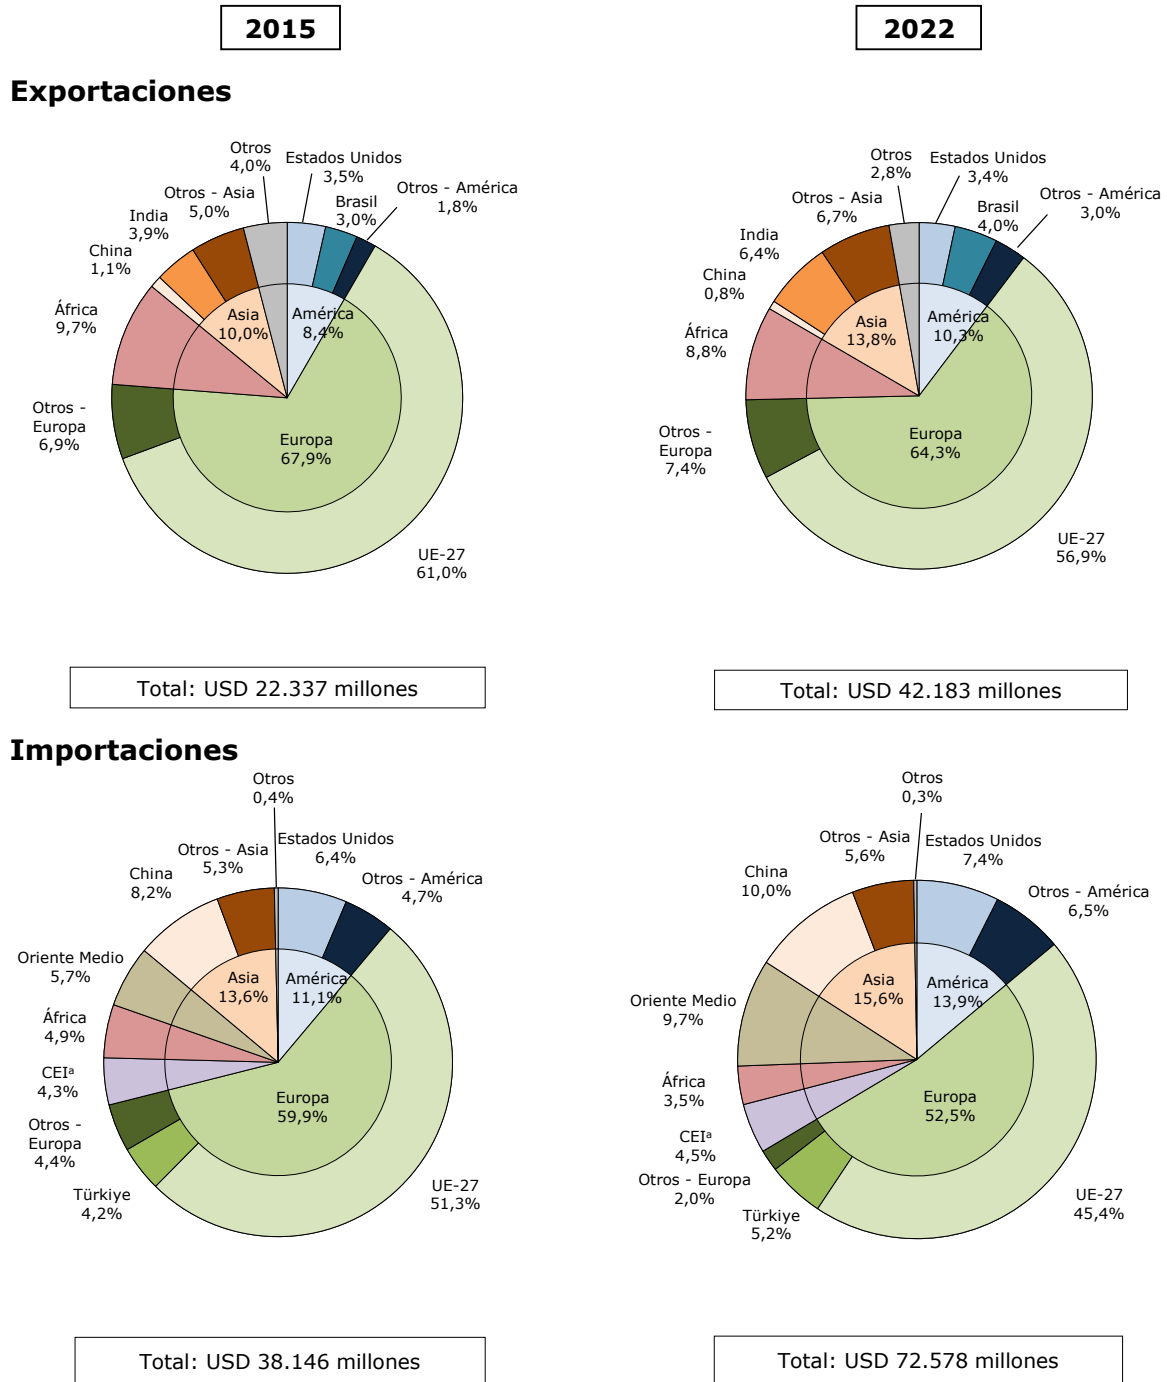 2015
2022
Exportaciones
Otros
4,0%
Estados Unidos
3,5%
Otros - América
1,8%
Brasil
3,0%
Otros - Asia
5,0%
India
3,9%
China
1,1%
África
9,7%
Asia
10,0%
América
8,4%
Otros -
Europa
6,9%
Europa
67,9%
UE-27
61,0%
Total: USD 22.337 millones
Otros
2,8%
Estados Unidos
3,4%
Otros - América
3,0%
Brasil
4,0%
Otros - Asia
6,7%
India
6,4%
China
0,8%
África
8,8%
Asia
13,8%
América
10,3%
Otros -
Europa
7,4%
Europa
64,3%
UE-27
56,9%
Total: USD 42.183 millones
Importaciones
Otros
0,4%
Estados Unidos
6,4%
Otros - América
4,7%
Otros - Asia
5,3%
China
8,2%
Oriente Medio
5,7%
Asia
13,6%
América
11,1%
África
4,9%
CEIᵃ
4,3%
Otros -
Europa
4,4%
Türkiye
4,2%
Europa
59,9%
UE-27
51,3%
Total: USD 38.146 millones
Otros
0,3%
Estados Unidos
7,4%
Otros - América
6,5%
Otros - Asia
5,6%
China
10,0%
Oriente Medio
9,7%
Asia
15,6%
América
13,9%
África
3,5%
CEIᵃ
4,5%
Otros - Europa
2,0%
Türkiye
5,2%
Europa
52,5%
UE-27
45,4%
Total: USD 72.578 millones